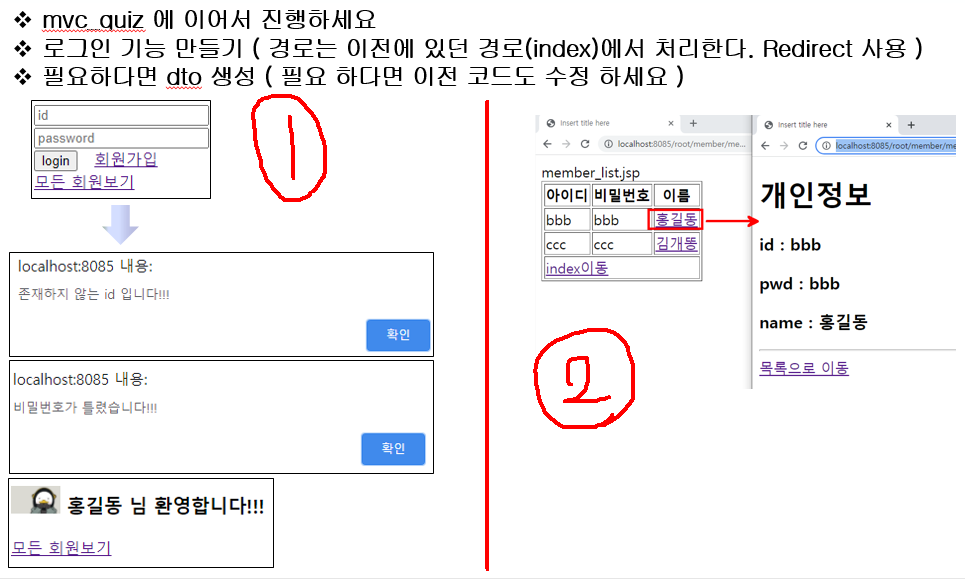 ❖ mvc_quiz 에 이어서 진행하세요
❖ 로그인 기능 만들기 ( 경로는 이전에 있던 경로(index)에서 처리한다. Redirect 사용 )
❖ 필요하다면 dto 생성 ( 필요 하다면 이전 코드도 수정 하세요 )
id
password
login 회원가입
모든 회원보기
1
localhost:8085 내용:
존재하지 않는 id 입니다!!!
확인
localhost:8085 내용:
비밀번호가 틀렸습니다!!!
확인
홍길동 님 환영합니다!!!
모든 회원보기
Insert title here
localhost:8085/root/member/me...
member_list.jsp
아이디 비밀번호 이름
bbb bbb 홍길동
ccc ccc 김개똥
index이동
2
Insert title here
localhost:8085/root/member/me
개인정보
id : bbb
pwd : bbb
name : 홍길동
목록으로 이동